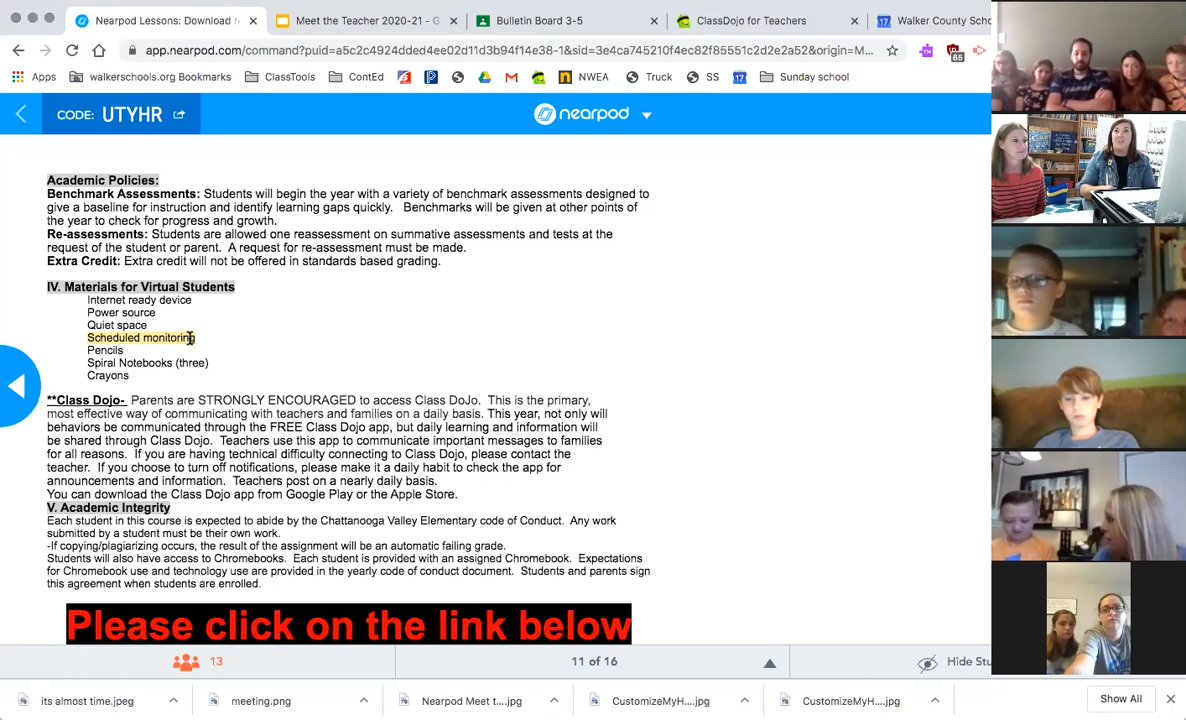 Nearpod Lessons: Download r
Meet the Teacher 2020-21 - G
Bulletin Board 3-5
ClassDojo for Teachers
Walker County Scho
app.nearpod.com/command?puid=a5c2c4924dded4ee02d11d3b94f14e38-1&sid=3e4ca745210f4ec82f85551c2d2e2a52&origin=M...
65
Apps
walkerschools.org Bookmarks
ClassTools
ContEd
NWEA
Truck
SS
17
Sunday school
CODE: UTYHR
nearpod
Academic Policies:
Benchmark Assessments: Students will begin the year with a variety of benchmark assessments designed to
give a baseline for instruction and identify learning gaps quickly. Benchmarks will be given at other points of
the year to check for progress and growth.
Re-assessments: Students are allowed one reassessment on summative assessments and tests at the
request of the student or parent. A request for re-assessment must be made.
Extra Credit: Extra credit will not be offered in standards based grading.
IV. Materials for Virtual Students
Internet ready device
Power source
Quiet space
Scheduled monitoring
Pencils
Spiral Notebooks (three)
Crayons
**Class Dojo- Parents are STRONGLY ENCOURAGED to access Class DoJo. This is the primary,
most effective way of communicating with teachers and families on a daily basis. This year, not only will
behaviors be communicated through the FREE Class Dojo app, but daily learning and information will
be shared through Class Dojo. Teachers use this app to communicate important messages to families
for all reasons. If you are having technical difficulty connecting to Class Dojo, please contact the
teacher. If you choose to turn off notifications, please make it a daily habit to check the app for
announcements and information. Teachers post on a nearly daily basis.
You can download the Class Dojo app from Google Play or the Apple Store.
V. Academic Integrity
Each student in this course is expected to abide by the Chattanooga Valley Elementary code of Conduct. Any work
submitted by a student must be their own work.
-If copying/plagiarizing occurs, the result of the assignment will be an automatic failing grade.
Students will also have access to Chromebooks. Each student is provided with an assigned Chromebook. Expectations
for Chromebook use and technology use are provided in the yearly code of conduct document. Students and parents sign
this agreement when students are enrolled.
Please click on the link below
13
11 of 16
Hide Stu
its almost time.jpeg
meeting.png
Nearpod Meet t....jpg
CustomizeMyH....jpg
CustomizeMyH....jpg
Show All